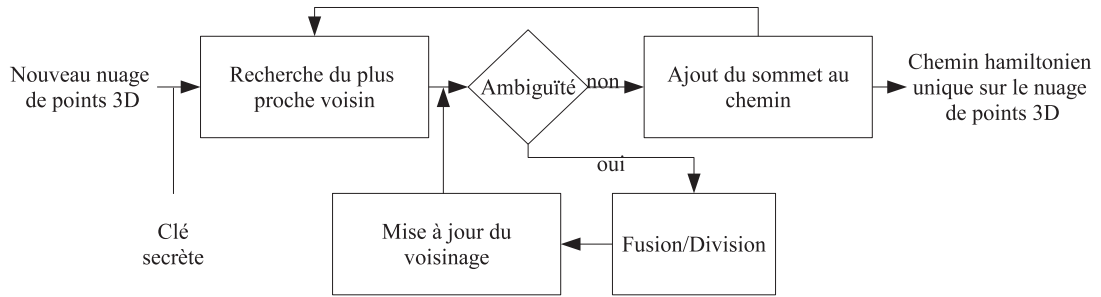 Nouveau nuage
de points 3D
Recherche du plus
proche voisin
Ambiguïté
non
Ajout du sommet au
chemin
Chemin hamiltonien
unique sur le nuage
de points 3D
oui
Clé
secrète
Mise à jour du
voisinage
Fusion/Division